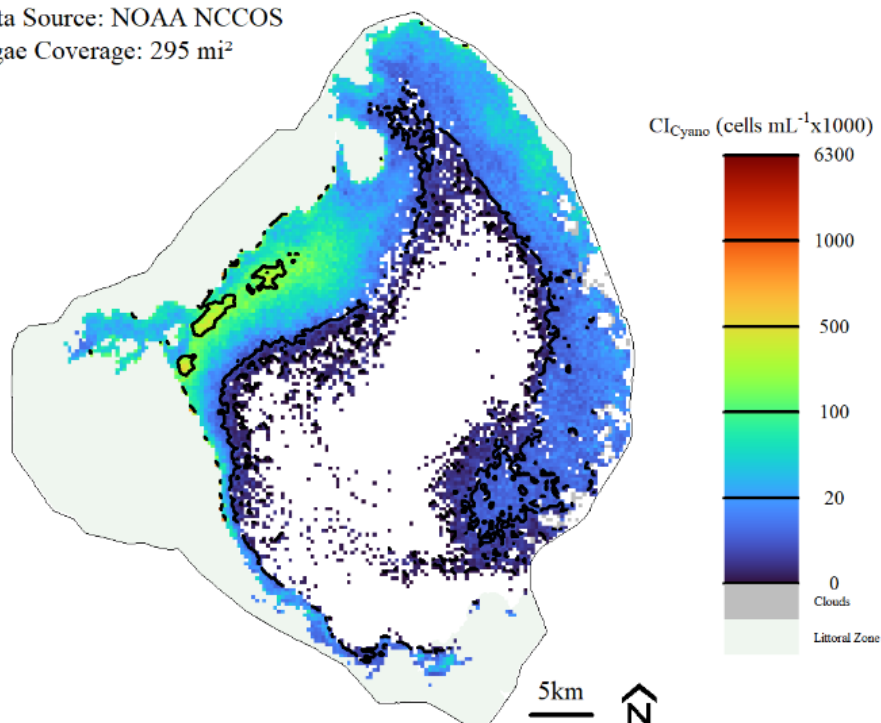 ta Source: NOAA NCCOS
gae Coverage: 295 mi²
CI_Cyano (cells mL⁻¹x1000)
6300
1000
500
100
20
0
Clouds
Littoral Zone
5km
N